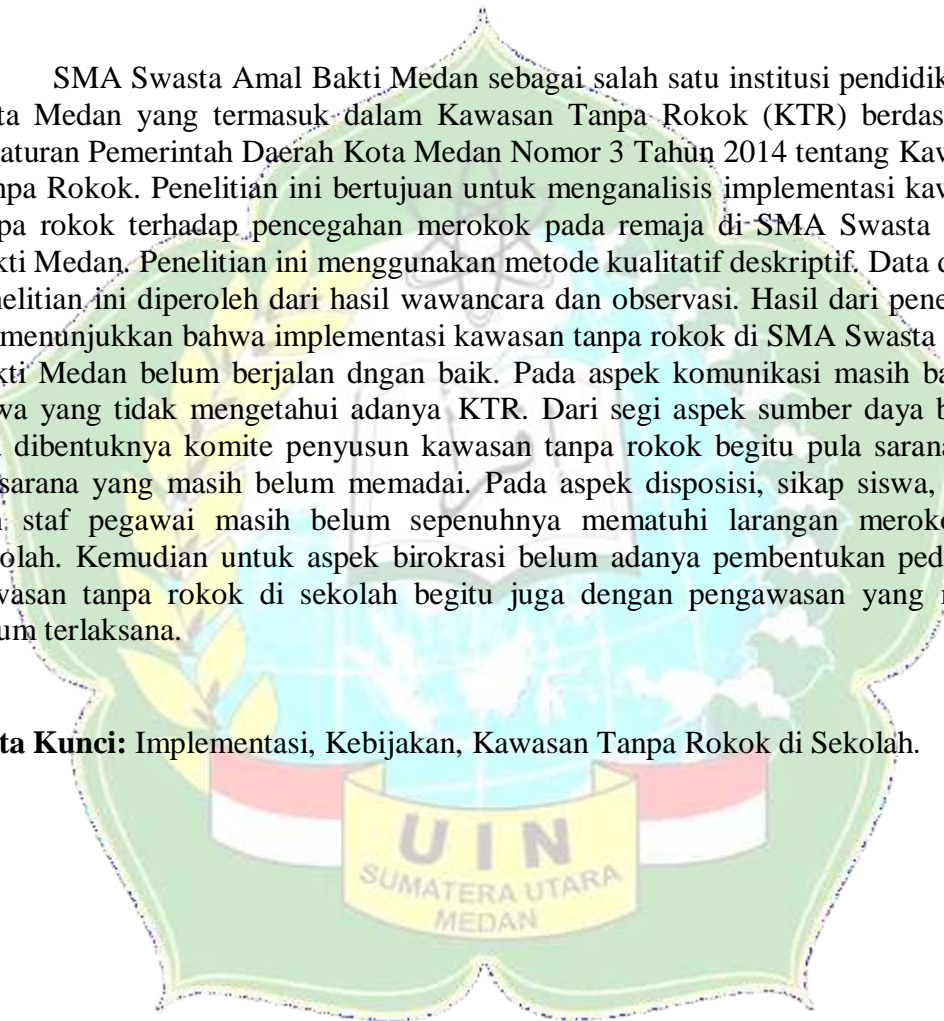 SMA Swasta Amal Bakti Medan sebagai salah satu institusi pendidik
ta Medan yang termasuk dalam Kawasan Tanpa Rokok (KTR) berdas
aturan Pemerintah Daerah Kota Medan Nomor 3 Tahun 2014 tentang Kaw
npa Rokok. Penelitian ini bertujuan untuk menganalisis implementasi kaw
pa rokok terhadap pencegahan merokok pada remaja di SMA Swasta
kti Medan. Penelitian ini menggunakan metode kualitatif deskriptif. Data d
nelitian ini diperoleh dari hasil wawancara dan observasi. Hasil dari pene
menunjukkan bahwa implementasi kawasan tanpa rokok di SMA Swasta
kti Medan belum berjalan dngan baik. Pada aspek komunikasi masih ba
wa yang tidak mengetahui adanya KTR. Dari segi aspek sumber daya b
dibentuknya komite penyusun kawasan tanpa rokok begitu pula sarana
sarana yang masih belum memadai. Pada aspek disposisi, sikap siswa,
n staf pegawai masih belum sepenuhnya mematuhi larangan meroko
olah. Kemudian untuk aspek birokrasi belum adanya pembentukan ped
wasan tanpa rokok di sekolah begitu juga dengan pengawasan yang m
um terlaksana.
ta Kunci: Implementasi, Kebijakan, Kawasan Tanpa Rokok di Sekolah.
UIN
SUMATERA UTARA
MEDAN